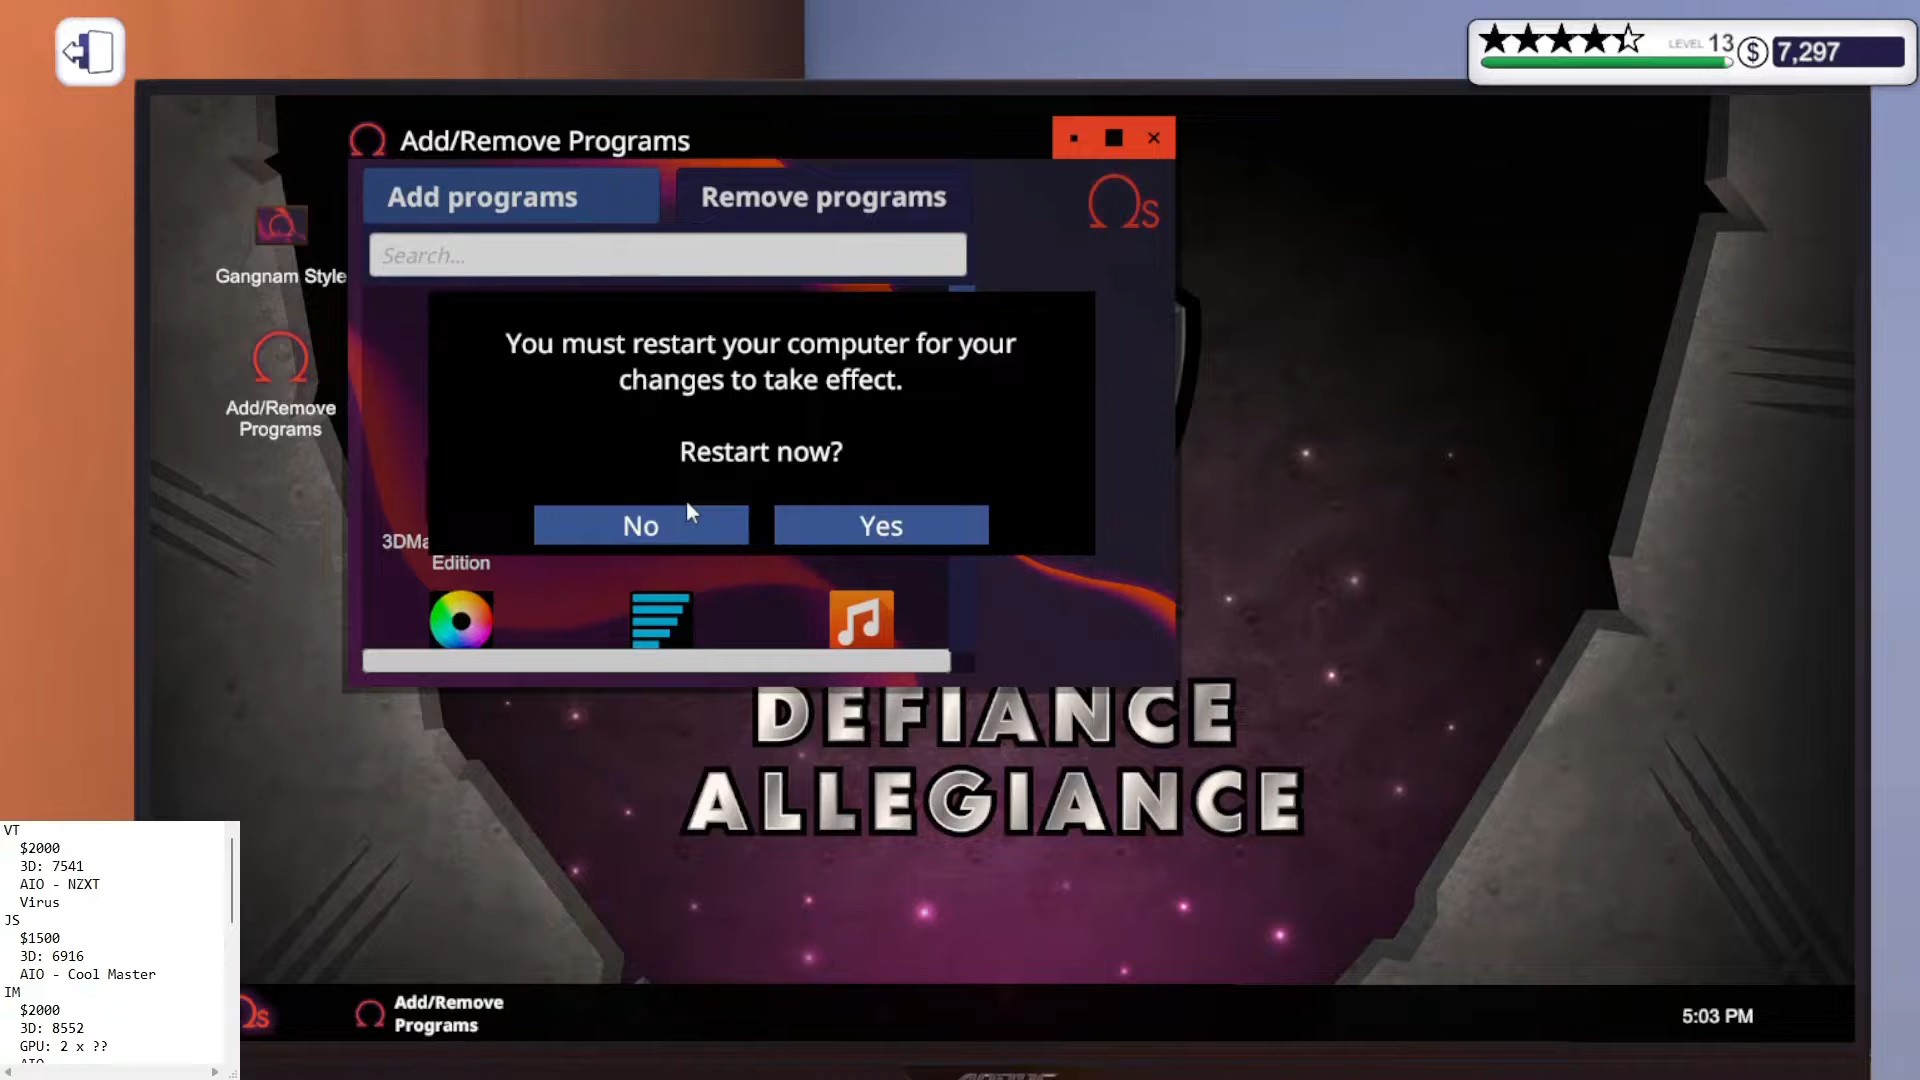 LEVEL 13
$ 7,297
Add/Remove Programs
Add programs
Remove programs
Ωs
Search...
Gangnam Style
Add/Remove
Programs
You must restart your computer for your
changes to take effect.
Restart now?
No
Yes
3DMa
Edition
DEFIANCE
ALLEGIANCE
VT
$2000
3D: 7541
AIO - NZXT
Virus
JS
$1500
3D: 6916
AIO - Cool Master
IM
$2000
3D: 8552
GPU: 2 x ??
Ωs
Add/Remove
Programs
5:03 PM